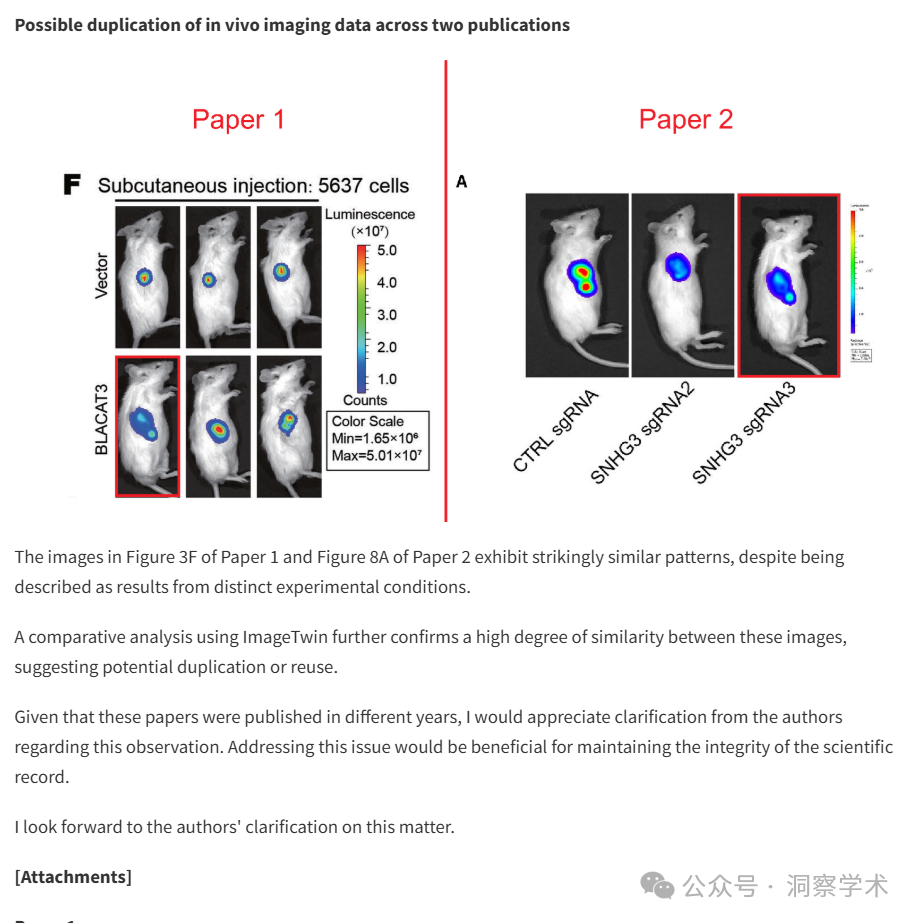 Possible duplication of in vivo imaging data across two publications
Paper 1
Paper 2
F Subcutaneous injection: 5637 cells
Vector
BLACAT3
Luminescence
(×10⁷)
5.0
4.0
3.0
2.0
1.0
Counts
Color Scale
Min=1.65×10⁶
Max=5.01×10⁷
A
CTRL sgRNA
SNHG3 sgRNA2
SNHG3 sgRNA3
The images in Figure 3F of Paper 1 and Figure 8A of Paper 2 exhibit strikingly similar patterns, despite being
described as results from distinct experimental conditions.
A comparative analysis using ImageTwin further confirms a high degree of similarity between these images,
suggesting potential duplication or reuse.
Given that these papers were published in different years, I would appreciate clarification from the authors
regarding this observation. Addressing this issue would be beneficial for maintaining the integrity of the scientific
record.
I look forward to the authors' clarification on this matter.
[Attachments]
公众号 · 洞察学术